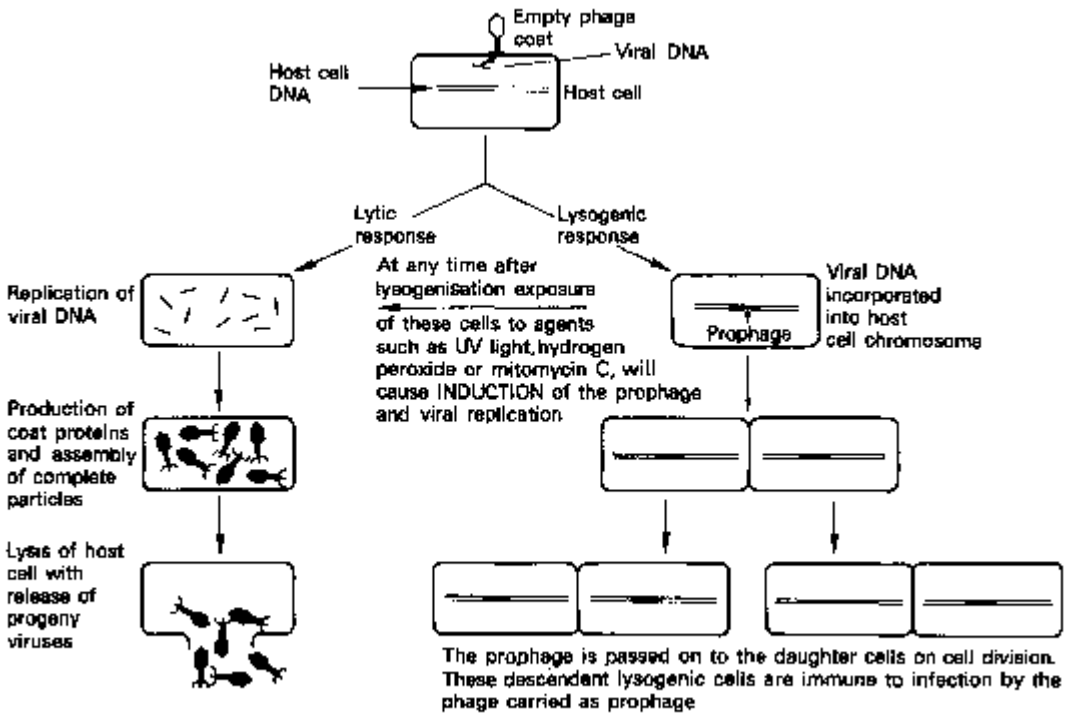 Empty phage
coat
Viral DNA
Host cell
DNA
Host cell
Lytic
response
Lysogenic
response
At any time after
lysogenisation exposure
of these cells to agents
such as UV light,hydrogen
peroxide or mitomycin C, will
cause INDUCTION of the prophage
and viral replication
Replication of
viral DNA
Viral DNA
incorporated
into host
cell chromosome
Prophage
Production of
coat proteins
and assembly
of complete
particles
Lysis of host
cell with
release of
progeny
viruses
The prophage is passed on to the daughter cells on cell division.
These descendent lysogenic cells are immune to infection by the
phage carried as prophage